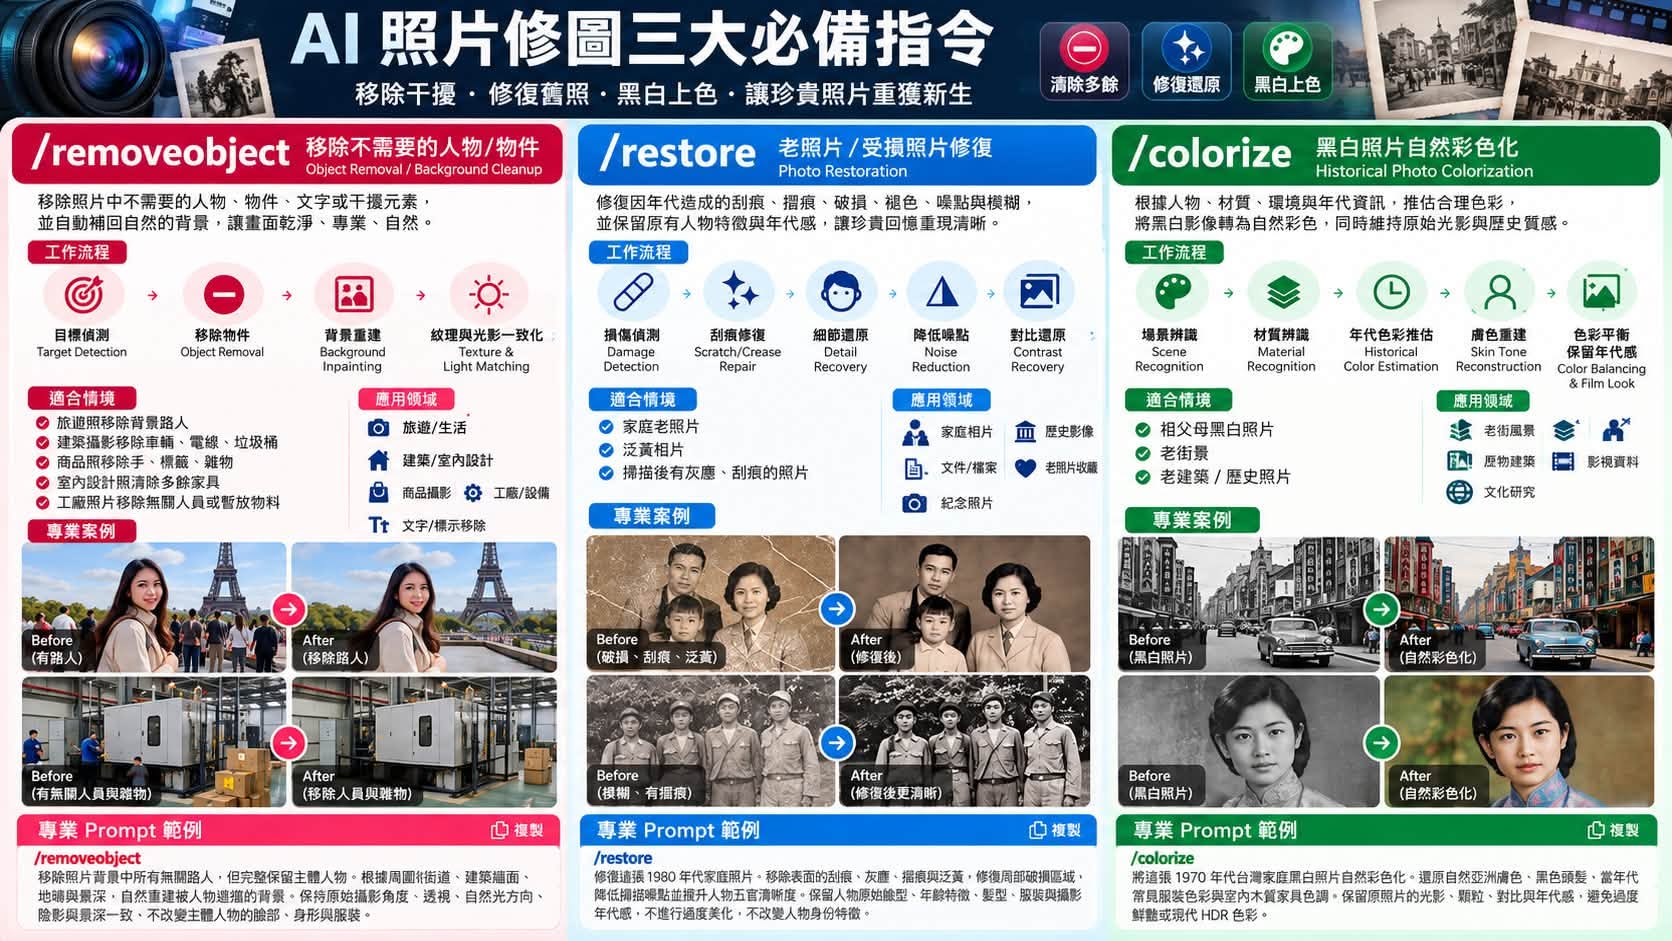 AI 照片修圖三大必備指令
移除干擾・修復舊照・黑白上色・讓珍貴照片重獲新生
清除多餘
修復還原
黑白上色
/removeobject
移除不需要的人物/物件
Object Removal / Background Cleanup
移除照片中不需要的人物、物件、文字或干擾元素，
並自動補回自然的背景，讓畫面乾淨、專業、自然。
工作流程
目標偵測
Target Detection
移除物件
Object Removal
背景重建
Background
Inpainting
紋理與光影一致化
Texture &
Light Matching
適合情境
旅遊照移除背景路人
建築攝影移除車輛、電線、垃圾桶
商品照移除手、標籤、雜物
室內設計照清除多餘家具
工廠照片移除無關人員或暫放物料
應用領域
旅遊/生活
建築/室內設計
商品攝影
工廠/設備
Tt 文字/標示移除
專業案例
Before
(有路人)
After
(移除路人)
Before
(有無關人員與雜物)
After
(移除人員與雜物)
專業 Prompt 範例
複製
/removeobject
移除照片背景中所有無關路人，但完整保留主體人物。根據周圍街道、建築牆面、
地磚與景深，自然重建被人物遮擋的背景。保持原始攝影角度、透視、自然光方向、
陰影與景深一致、不改變主體人物的臉部、身形與服裝。
/restore
老照片 / 受損照片修復
Photo Restoration
修復因年代造成的刮痕、摺痕、破損、褪色、噪點與模糊，
並保留原有人物特徵與年代感，讓珍貴回憶重現清晰。
工作流程
損傷偵測
Damage
Detection
刮痕修復
Scratch/Crease
Repair
細節還原
Detail
Recovery
降低噪點
Noise
Reduction
對比還原
Contrast
Recovery
適合情境
家庭老照片
泛黃相片
掃描後有灰塵、刮痕的照片
應用領域
家庭相片
歷史影像
文件/檔案
老照片收藏
紀念照片
專業案例
Before
(破損、刮痕、泛黃)
After
(修復後)
Before
(模糊、有摺痕)
After
(修復後更清晰)
專業 Prompt 範例
複製
/restore
修復這張 1980 年代家庭照片。移除表面的刮痕、灰塵、摺痕與泛黃，修復局部破損區域，
降低掃描噪點並提升人物五官清晰度。保留人物原始臉型、年齡特徵、髮型、服裝與攝影
年代感，不進行過度美化，不改變人物身份特徵。
/colorize
黑白照片自然彩色化
Historical Photo Colorization
根據人物、材質、環境與年代資訊，推估合理色彩，
將黑白影像轉為自然彩色，同時維持原始光影與歷史質感。
工作流程
場景辨識
Scene
Recognition
材質辨識
Material
Recognition
年代色彩推估
Historical
Color Estimation
膚色重建
Skin Tone
Reconstruction
色彩平衡
保留年代感
Color Balancing
& Film Look
適合情境
祖父母黑白照片
老街景
老建築 / 歷史照片
應用領域
老街風景
歷物建築
影視資料
文化研究
專業案例
Before
(黑白照片)
After
(自然彩色化)
Before
(黑白照片)
After
(自然彩色化)
專業 Prompt 範例
複製
/colorize
將這張 1970 年代台灣家庭黑白照片自然彩色化。還原自然亞洲膚色、黑色頭髮、當年代
常見服裝色彩與室內木質家具色調。保留原照片的光影、顆粒、對比與年代感，避免過度
鮮豔或現代 HDR 色彩。